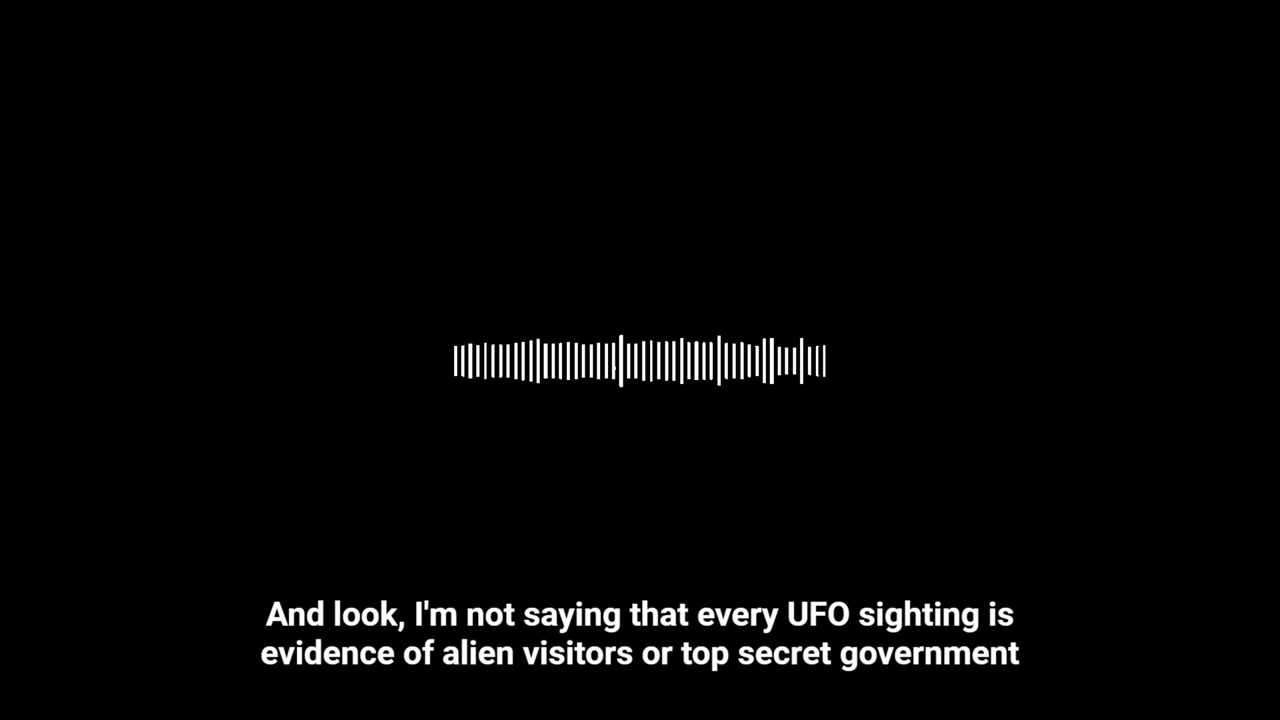 And look, I'm not saying that every UFO sighting is
evidence of alien visitors or top secret government